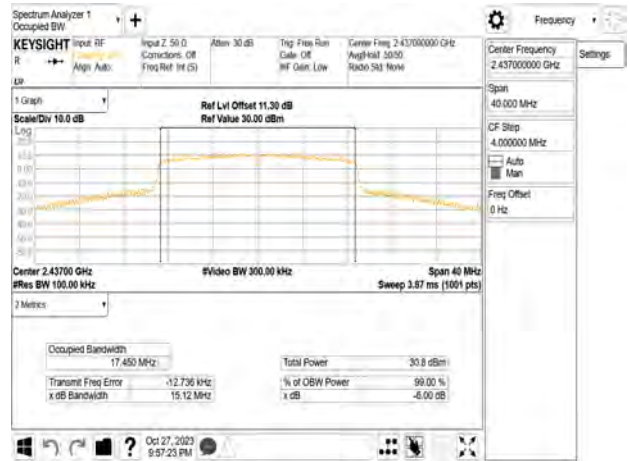 Spectrum Analyzer 1
Occupied BW
Frequency
KEYSIGHT Input: RF
R
Align: Auto
Input Z: 50 Ω
Corrections: Off
Freq Ref: Int (S)
Atten: 30 dB
Trig: Free Run
Gate: Off
#IF Gain: Low
Center Freq: 2.437000000 GHz
Avg|Hold: 50/50
Radio Std: None
Center Frequency
2.437000000 GHz
Settings
Span
40.000 MHz
CF Step
4.000000 MHz
Auto
Man
Freq Offset
0 Hz
1 Graph
Scale/Div 10.0 dB
Log
Ref Lvl Offset 11.30 dB
Ref Value 30.00 dBm
Center 2.43700 GHz
#Res BW 100.00 kHz
#Video BW 300.00 kHz
Span 40 MHz
Sweep 3.87 ms (1001 pts)
2 Metrics
Occupied Bandwidth
17.450 MHz
Total Power 30.8 dBm
Transmit Freq Error -12.736 kHz
% of OBW Power 99.00 %
x dB Bandwidth 15.12 MHz
x dB -6.00 dB
?
Oct 27, 2023
9:57:23 PM